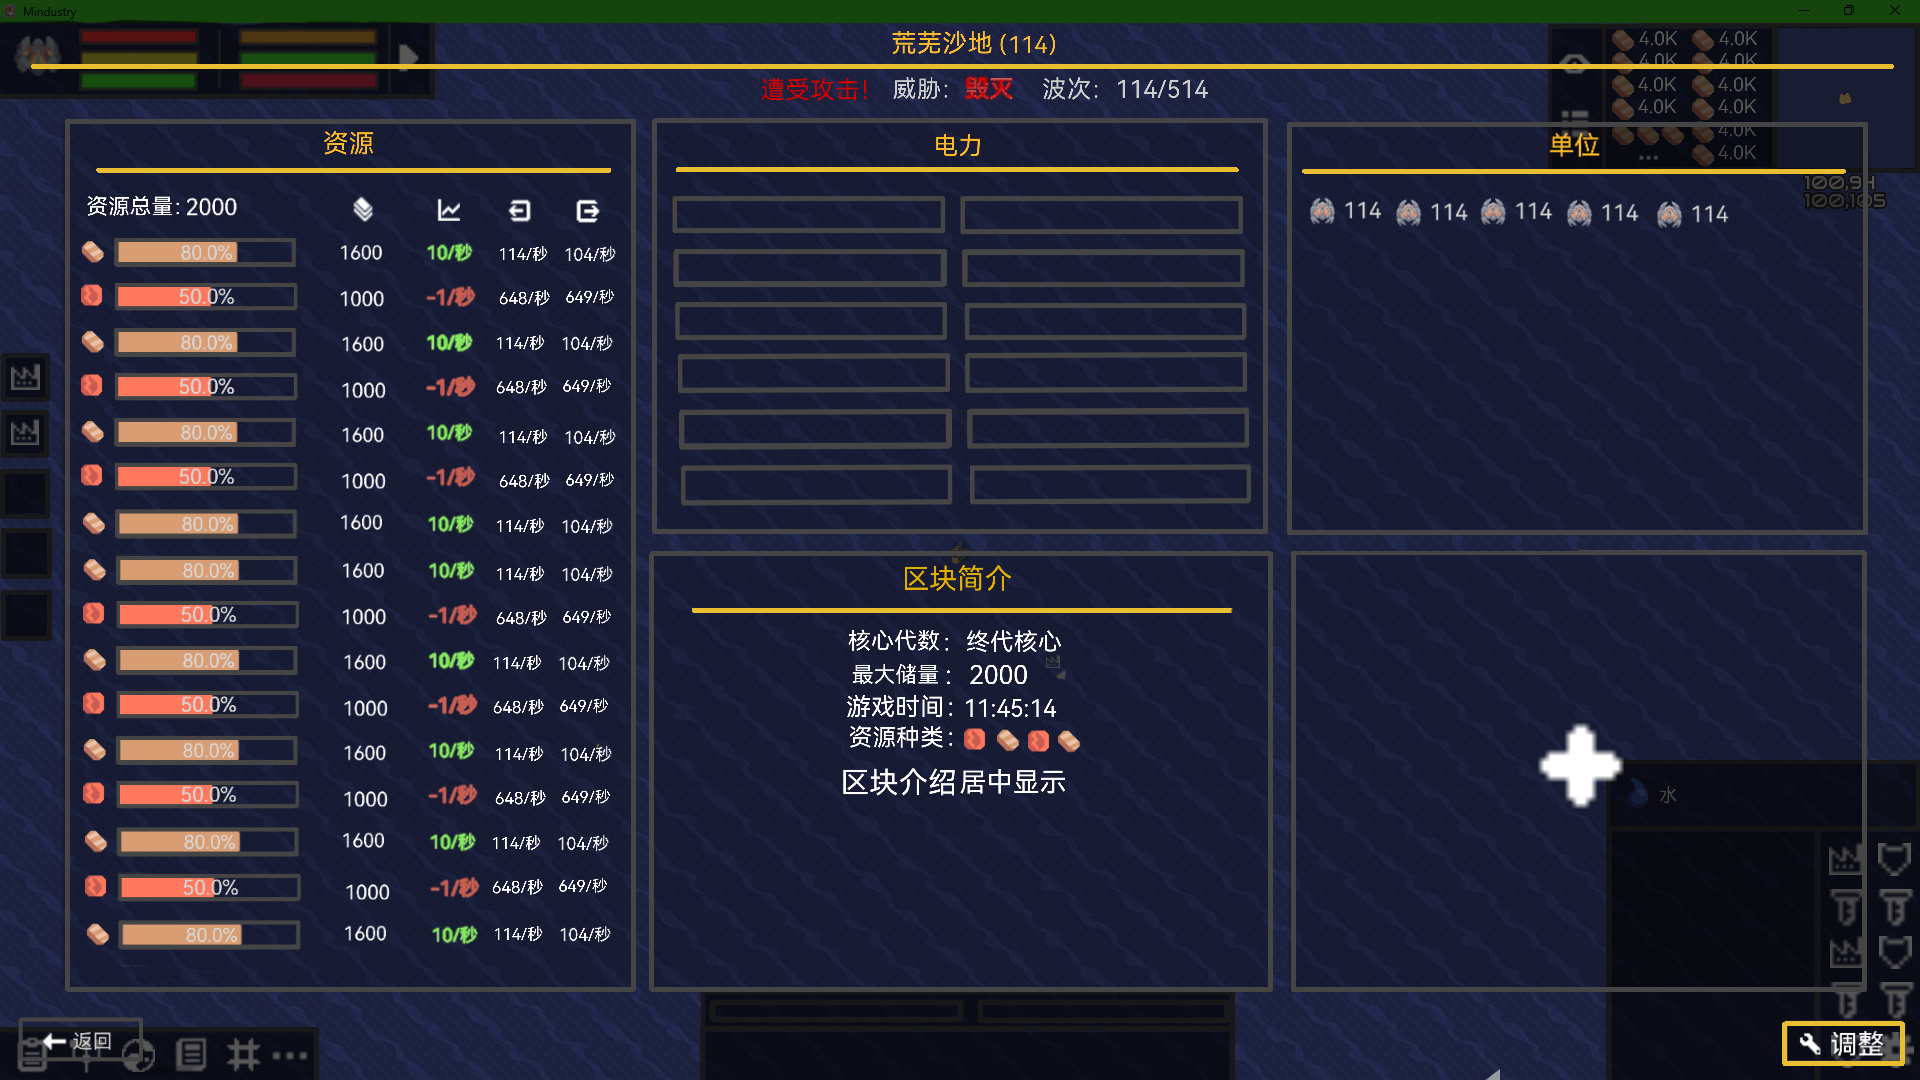 Mindustry
荒芜沙地(114)
遭受攻击! 威胁: 毁灭 波次: 114/514
4.0K 4.0K
4.0K 4.0K
4.0K 4.0K
4.0K 4.0K
4.0K
... 4.0K
100,94
100,105
资源
资源总量: 2000
80.0% 1600 10/秒 114/秒 104/秒
50.0% 1000 -1/秒 648/秒 649/秒
80.0% 1600 10/秒 114/秒 104/秒
50.0% 1000 -1/秒 648/秒 649/秒
80.0% 1600 10/秒 114/秒 104/秒
50.0% 1000 -1/秒 648/秒 649/秒
80.0% 1600 10/秒 114/秒 104/秒
80.0% 1600 10/秒 114/秒 104/秒
50.0% 1000 -1/秒 648/秒 649/秒
80.0% 1600 10/秒 114/秒 104/秒
50.0% 1000 -1/秒 648/秒 649/秒
80.0% 1600 10/秒 114/秒 104/秒
50.0% 1000 -1/秒 648/秒 649/秒
80.0% 1600 10/秒 114/秒 104/秒
50.0% 1000 -1/秒 648/秒 649/秒
80.0% 1600 10/秒 114/秒 104/秒
电力
单位
114 114 114 114 114
区块简介
核心代数: 终代核心
最大储量: 2000
游戏时间: 11:45:14
资源种类:
区块介绍居中显示
水
返回
调整